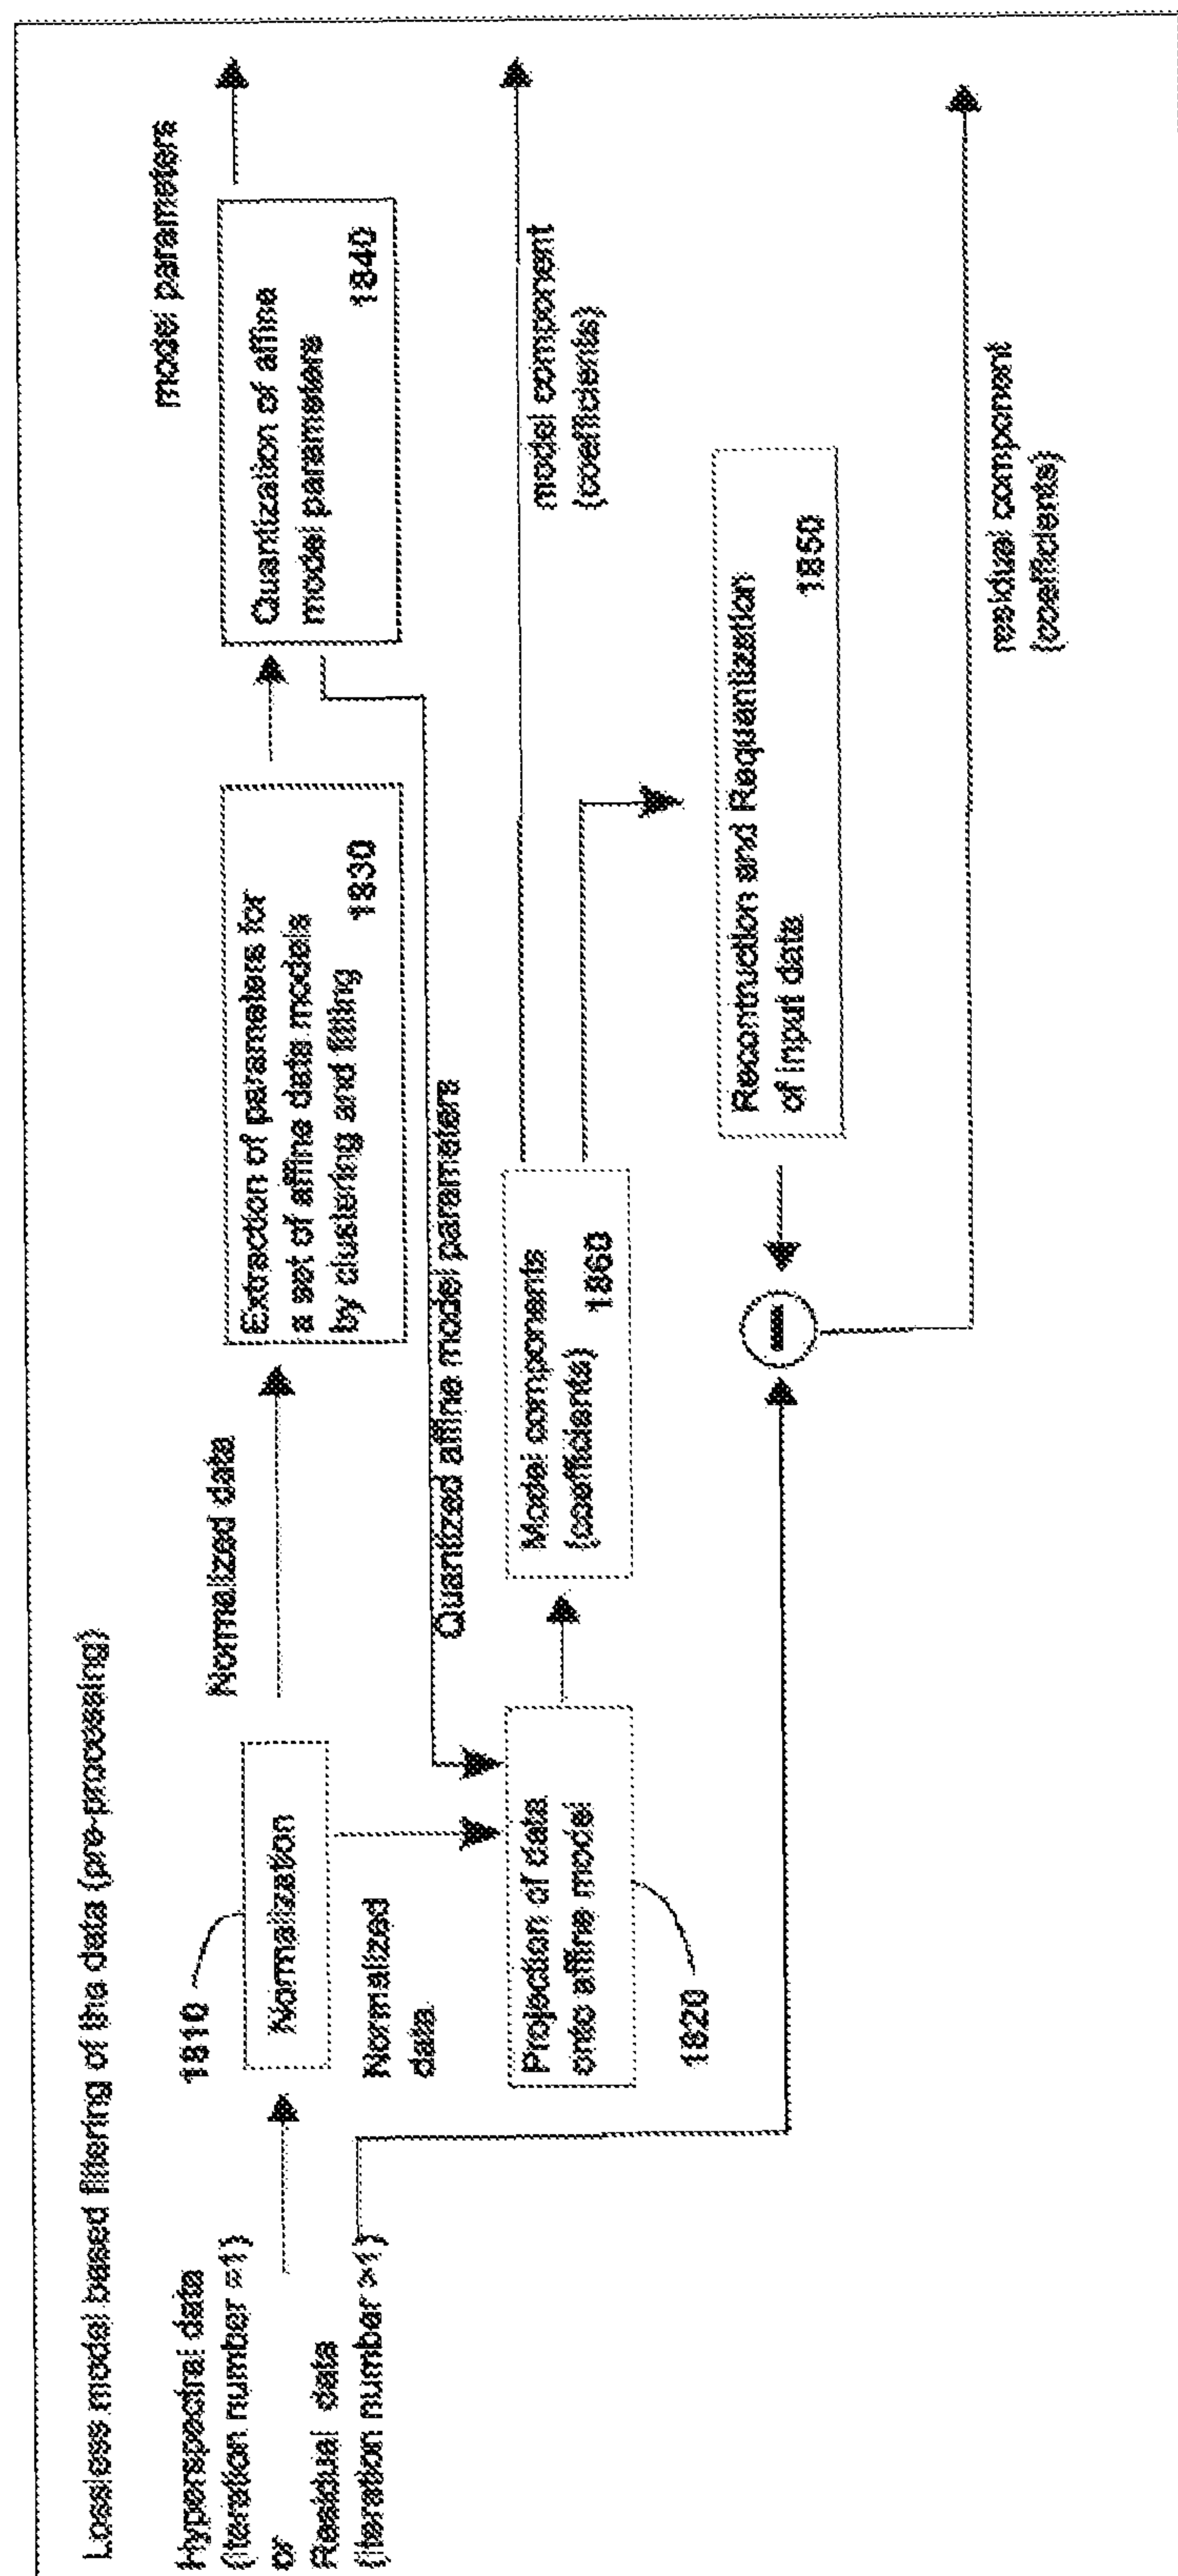 Lossless model based filtering of the data (pre-processing)
Hyperspectral data
(iteration number =1)
or
Residual data
(iteration number >1)
1810
Normalization
Normalized data
Normalized
data
Extraction of parameters for
a set of affine data models
by clustering and fitting
1830
Quantization of affine
model parameters
1840
model parameters
Quantized affine model parameters
Projection of data
onto affine model
1820
Model components
(coefficients)
1860
model component
(coefficients)
Recontruction and Requantization
of input data
1850
residual component
(coefficients)